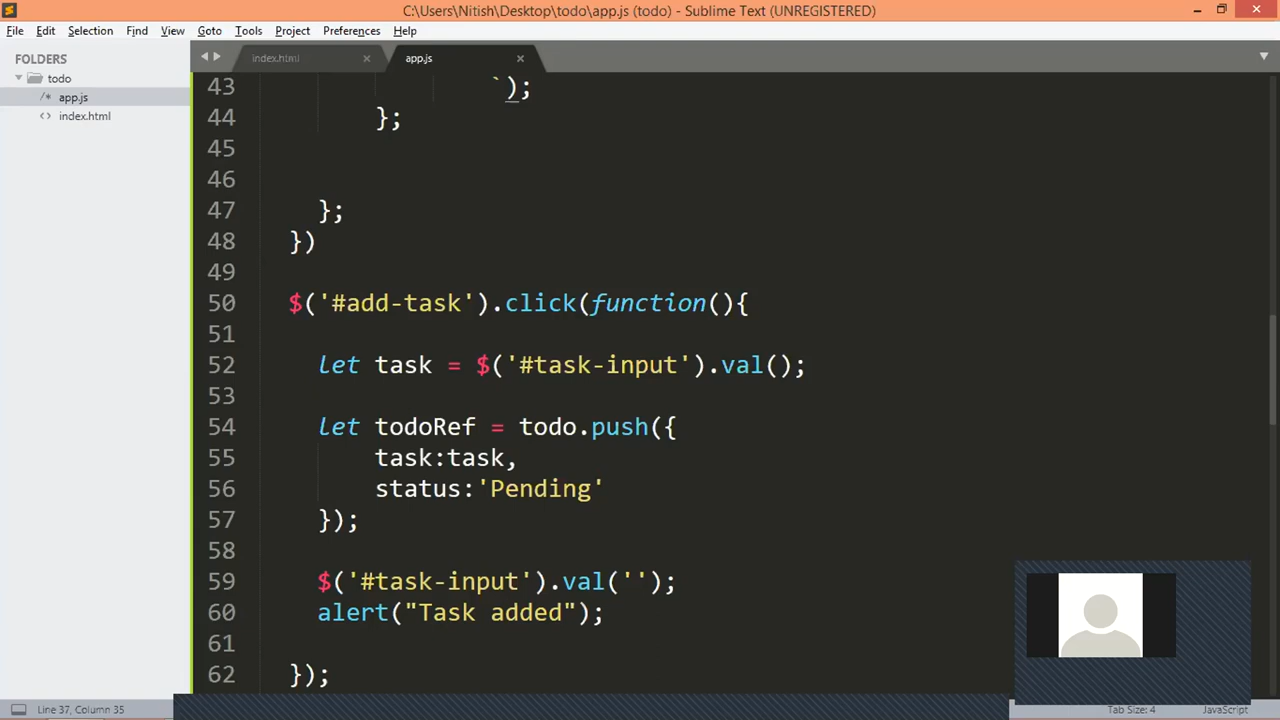 C:\Users\Nitish\Desktop\todo\app.js (todo) - Sublime Text (UNREGISTERED)
File Edit Selection Find View Goto Tools Project Preferences Help
FOLDERS
todo
/* app.js
<> index.html
index.html × app.js ×
43 `);
44 };
45
46
47 };
48 })
49
50 $('#add-task').click(function(){
51
52 let task = $('#task-input').val();
53
54 let todoRef = todo.push({
55 task:task,
56 status:'Pending'
57 });
58
59 $('#task-input').val('');
60 alert("Task added");
61
62 });
Line 37, Column 35
Tab Size: 4
JavaScript